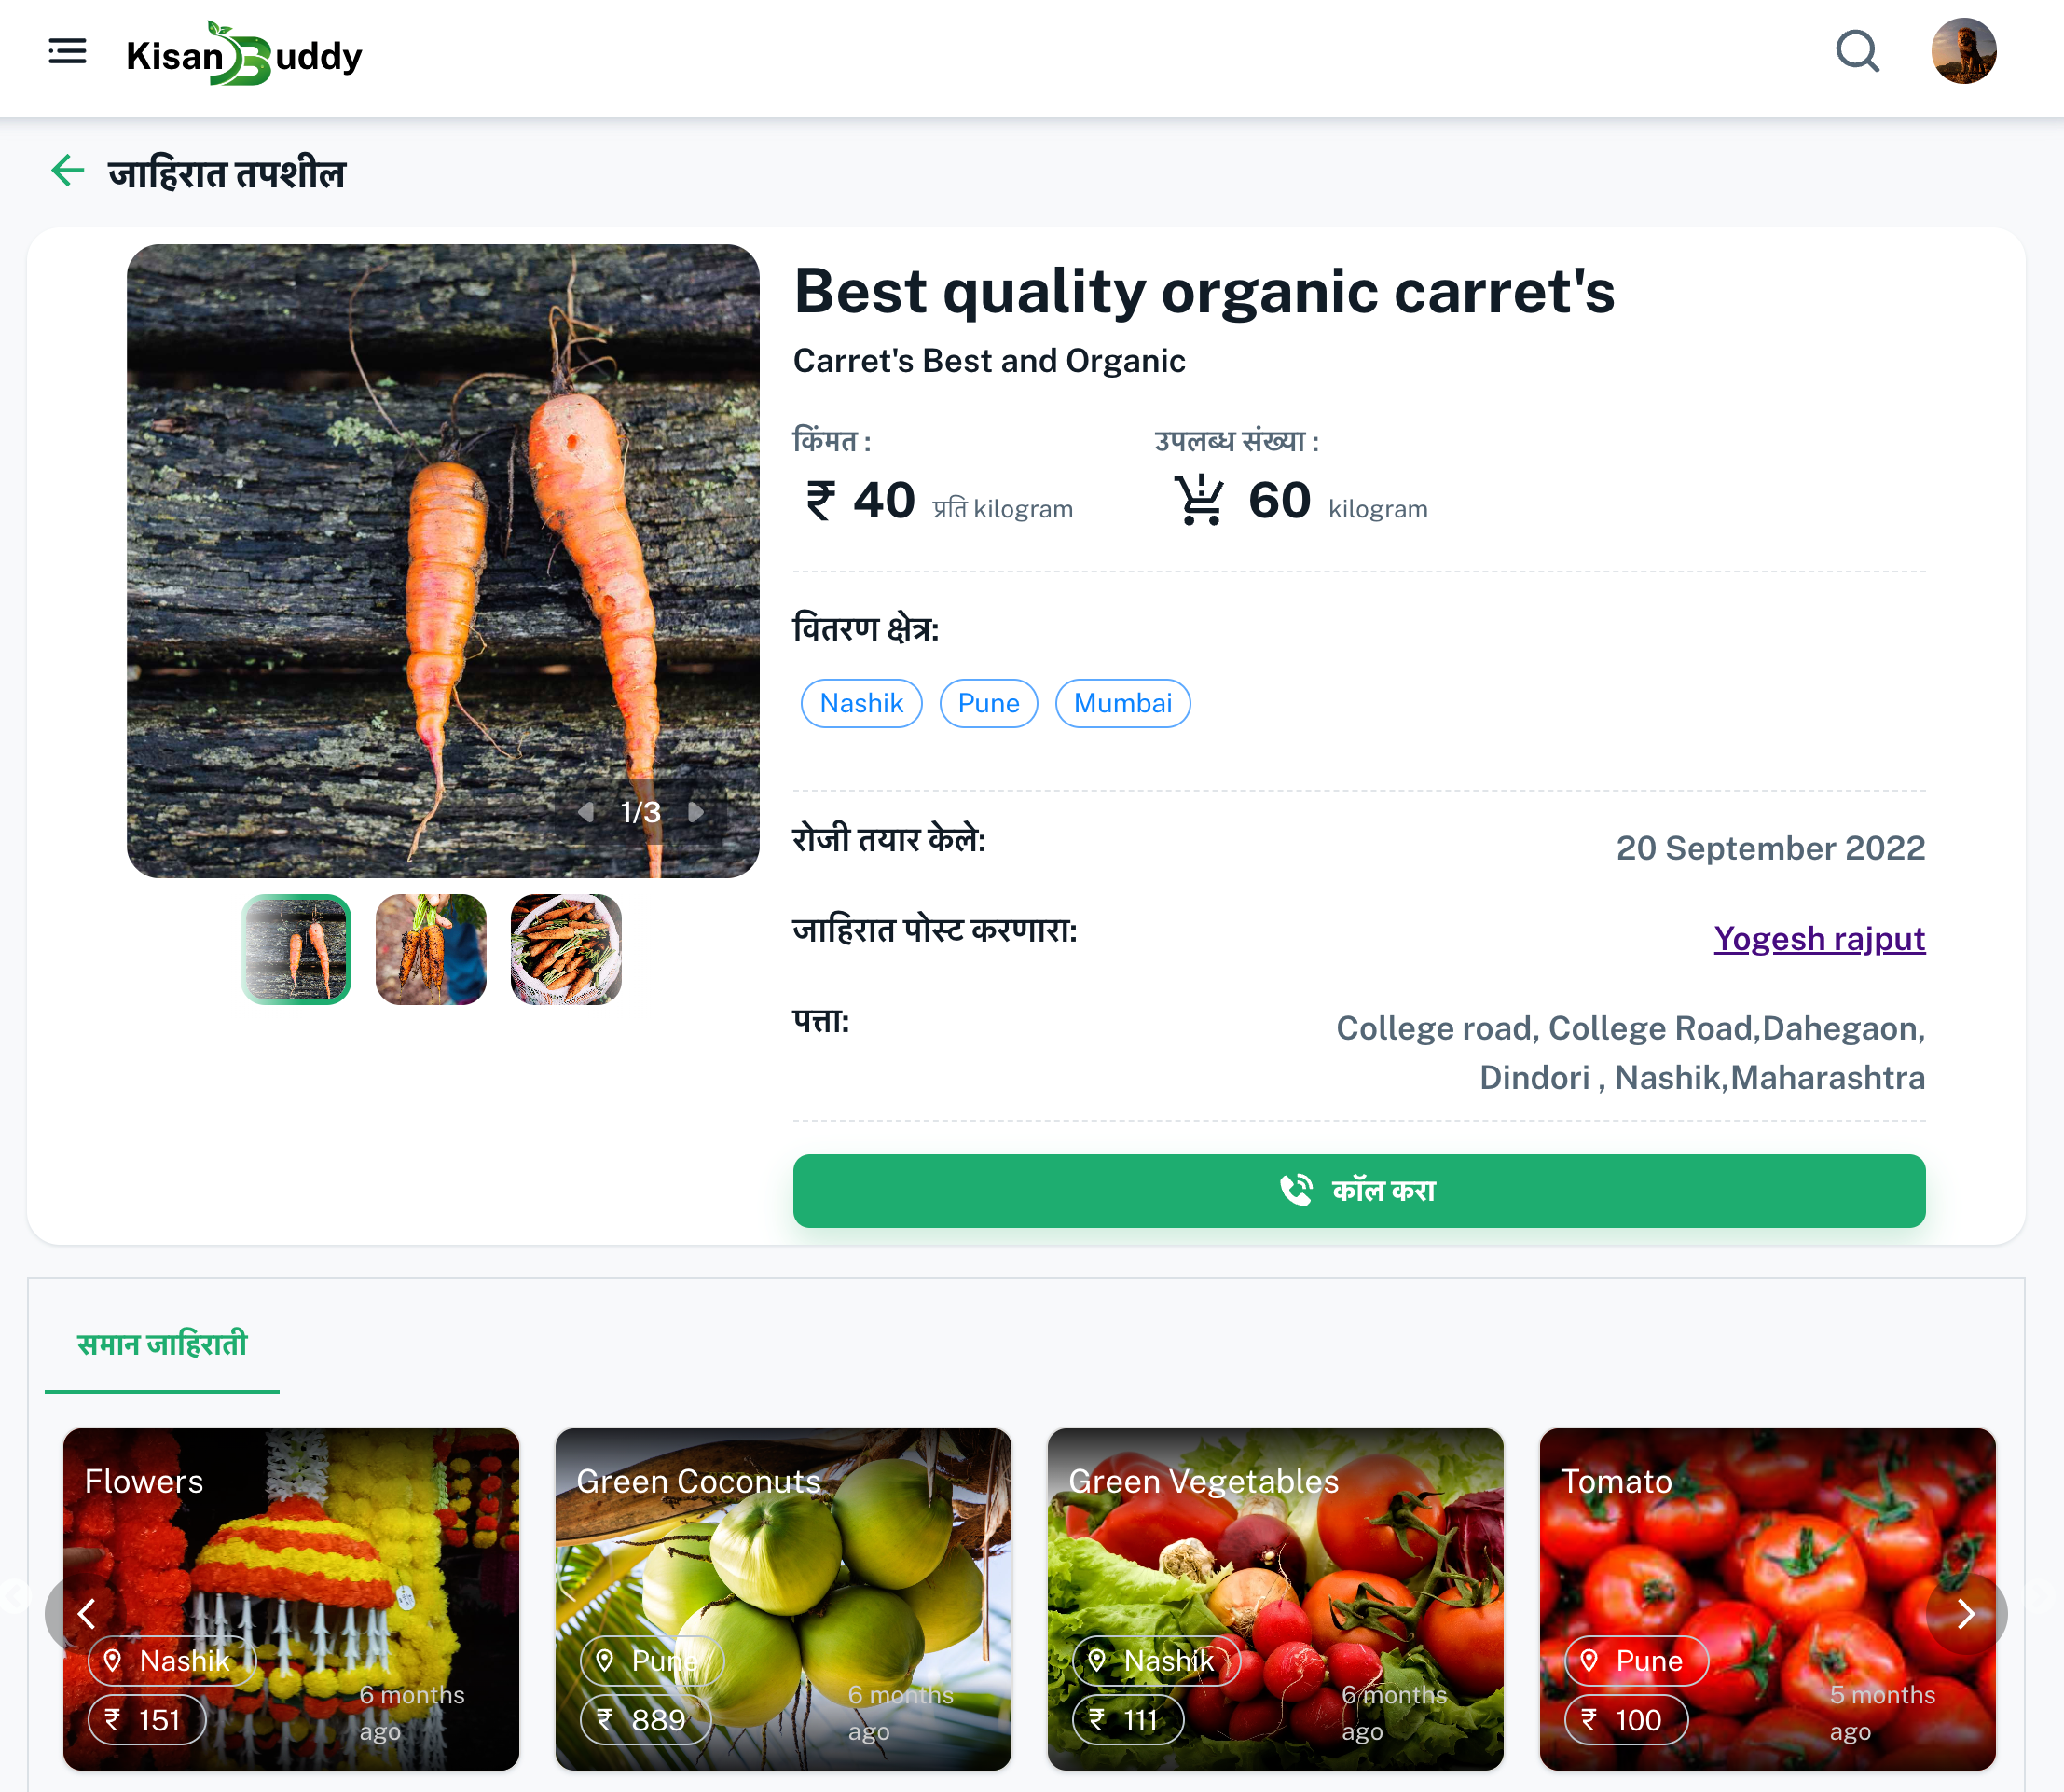 KisanBuddy
जाहिरात तपशील
Best quality organic carret's
Carret's Best and Organic
किंमत :
उपलब्ध संख्या :
₹ 40 प्रति kilogram
60 kilogram
वितरण क्षेत्र:
Nashik
Pune
Mumbai
1/3
रोजी तयार केले:
20 September 2022
जाहिरात पोस्ट करणारा:
Yogesh rajput
पत्ता:
College road, College Road,Dahegaon,
Dindori , Nashik,Maharashtra
कॉल करा
समान जाहिराती
Flowers
Nashik
₹ 151
6 months
ago
Green Coconuts
Pune
₹ 889
6 months
ago
Green Vegetables
Nashik
₹ 111
6 months
ago
Tomato
Pune
₹ 100
5 months
ago